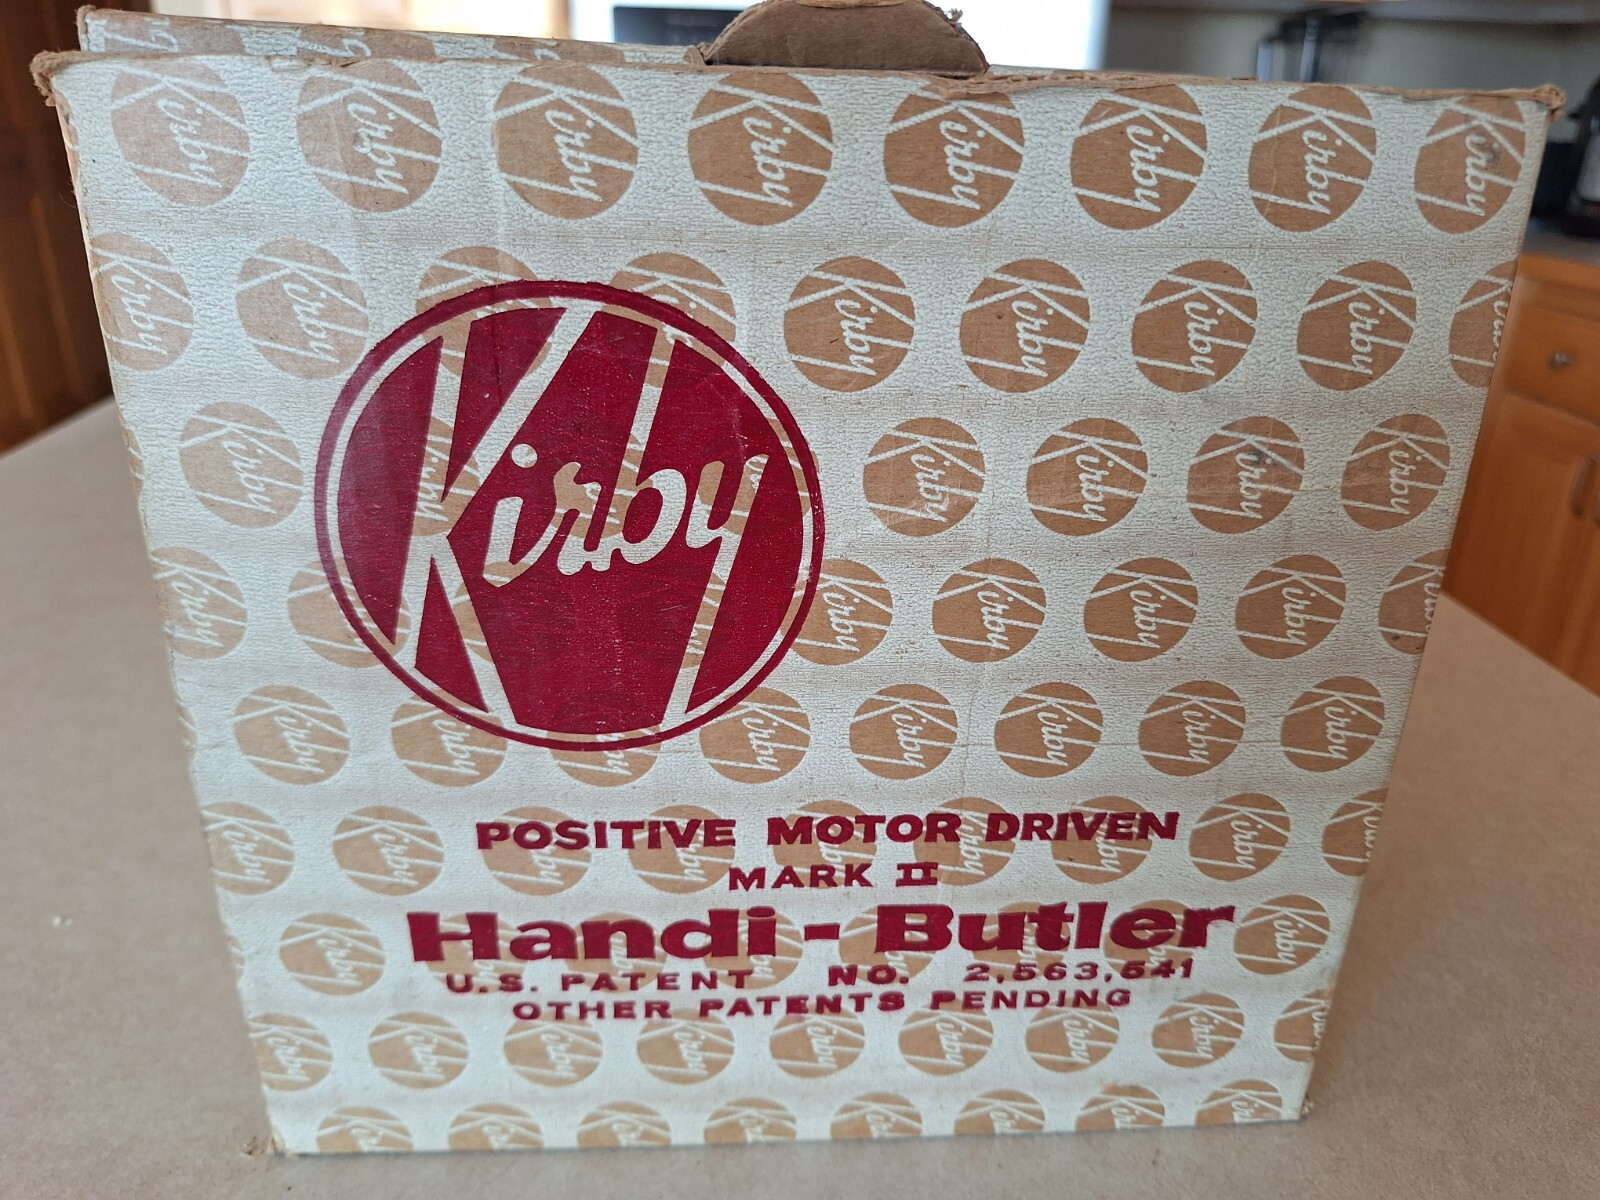 Kirby
POSITIVE MOTOR DRIVEN
MARK II
Handi-Butler
U.S. PATENT NO. 2,563,541
OTHER PATENTS PENDING